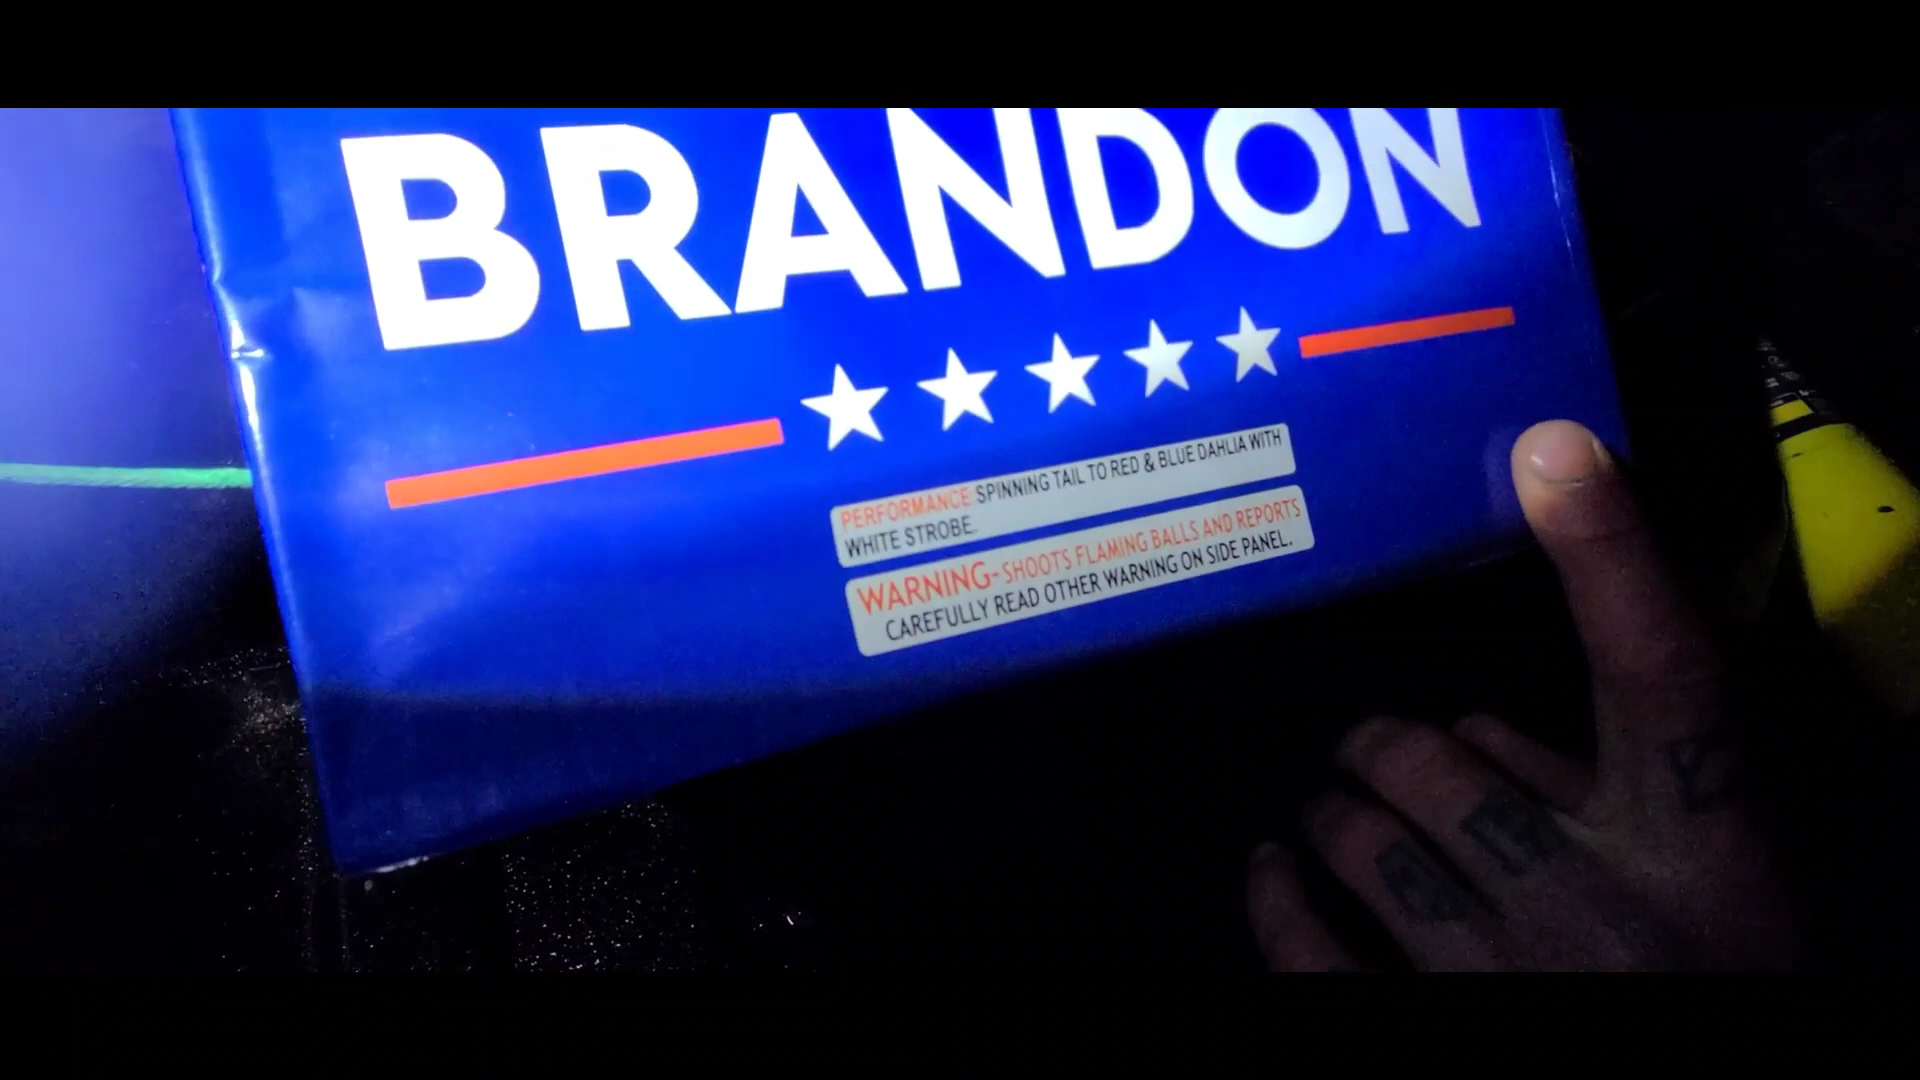 BRANDON
PERFORMANCE SPINNING TAIL TO RED & BLUE DAHLIA WITH
WHITE STROBE.
WARNING- SHOOTS FLAMING BALLS AND REPORTS
CAREFULLY READ OTHER WARNING ON SIDE PANEL.